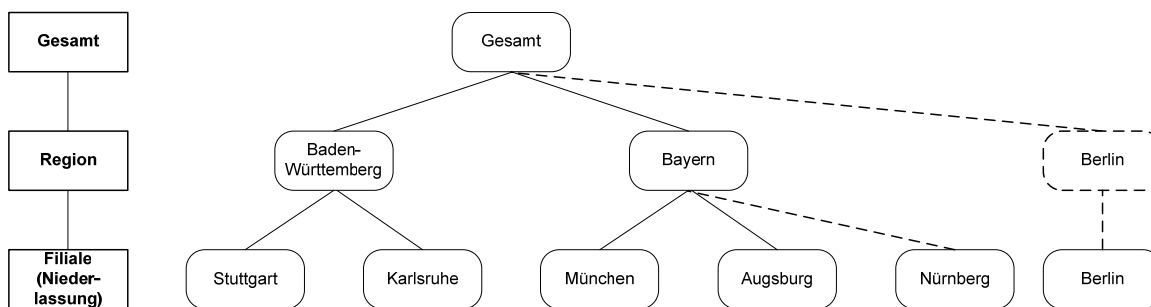 Gesamt
Gesamt
Region
Baden-
Württemberg
Bayern
Berlin
Filiale
(Nieder-
lassung)
Stuttgart
Karlsruhe
München
Augsburg
Nürnberg
Berlin